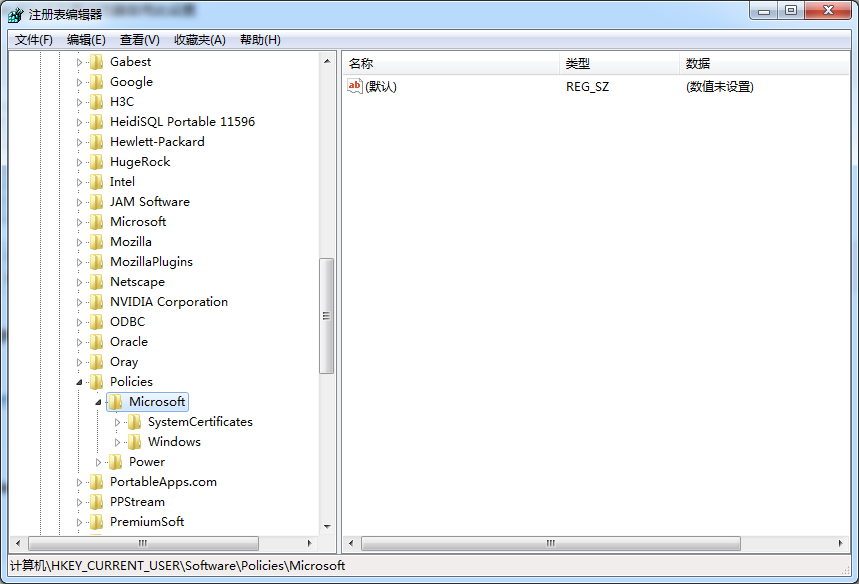 注册表编辑器
文件(F) 编辑(E) 查看(V) 收藏夹(A) 帮助(H)
Gabest
Google
H3C
HeidiSQL Portable 11596
Hewlett-Packard
HugeRock
Intel
JAM Software
Microsoft
Mozilla
MozillaPlugins
Netscape
NVIDIA Corporation
ODBC
Oracle
Oray
Policies
Microsoft
SystemCertificates
Windows
Power
PortableApps.com
PPStream
PremiumSoft
名称 类型 数据
ab (默认) REG_SZ (数值未设置)
计算机\HKEY_CURRENT_USER\Software\Policies\Microsoft